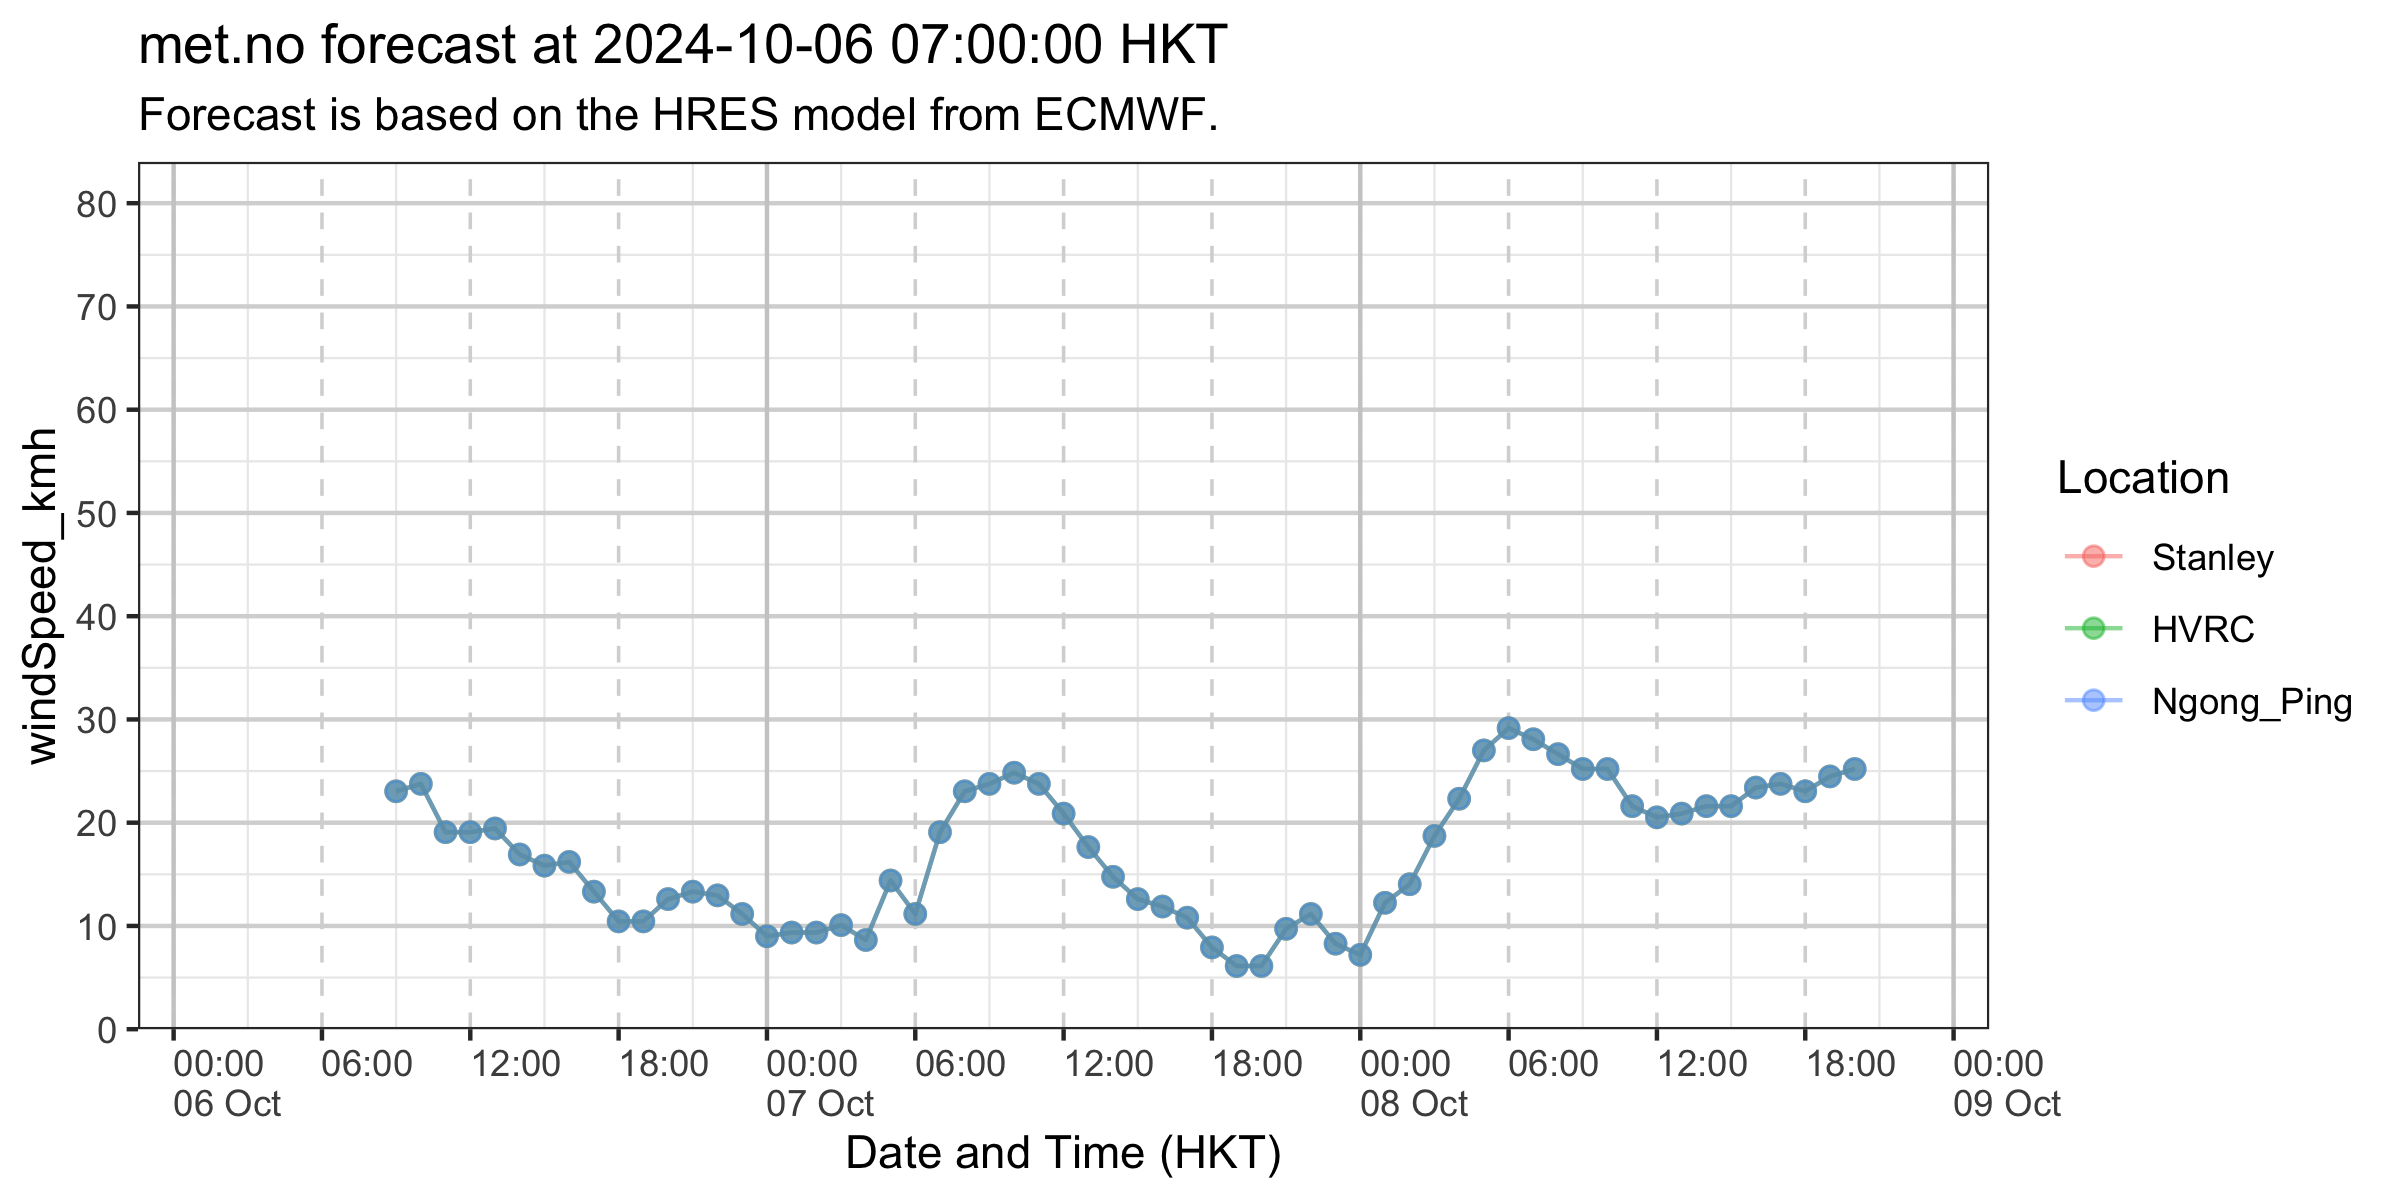 met.no forecast at 2024-10-06 07:00:00 HKT
Forecast is based on the HRES model from ECMWF.
windSpeed_kmh
80
70
60
50
40
30
20
10
0
00:00 06:00 12:00 18:00 00:00 06:00 12:00 18:00 00:00 06:00 12:00 18:00 00:00
06 Oct 07 Oct 08 Oct 09 Oct
Date and Time (HKT)
Location
Stanley
HVRC
Ngong_Ping